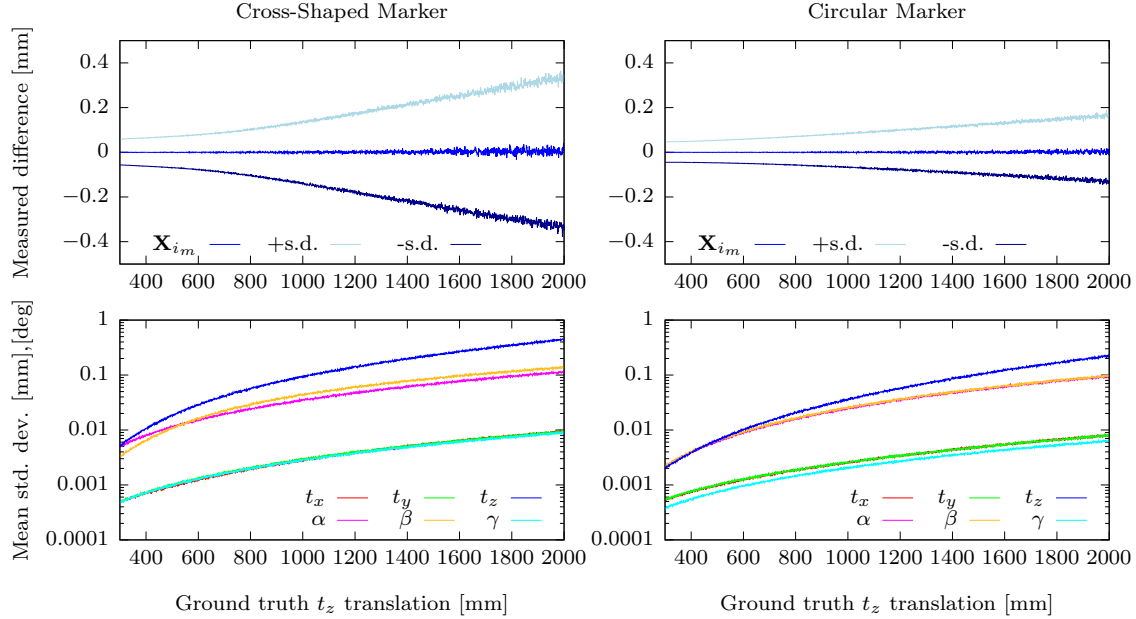 Cross-Shaped Marker
Circular Marker
Measured difference [mm]
0.4
0.2
0
−0.2
−0.4
X_{i_m} +s.d. -s.d.
400 600 800 1000 1200 1400 1600 1800 2000
0.4
0.2
0
−0.2
−0.4
X_{i_m} +s.d. -s.d.
400 600 800 1000 1200 1400 1600 1800 2000
Mean std. dev. [mm],[deg]
1
0.1
0.01
0.001
0.0001
t_x t_y t_z
α β γ
400 600 800 1000 1200 1400 1600 1800 2000
Ground truth t_z translation [mm]
1
0.1
0.01
0.001
0.0001
t_x t_y t_z
α β γ
400 600 800 1000 1200 1400 1600 1800 2000
Ground truth t_z translation [mm]